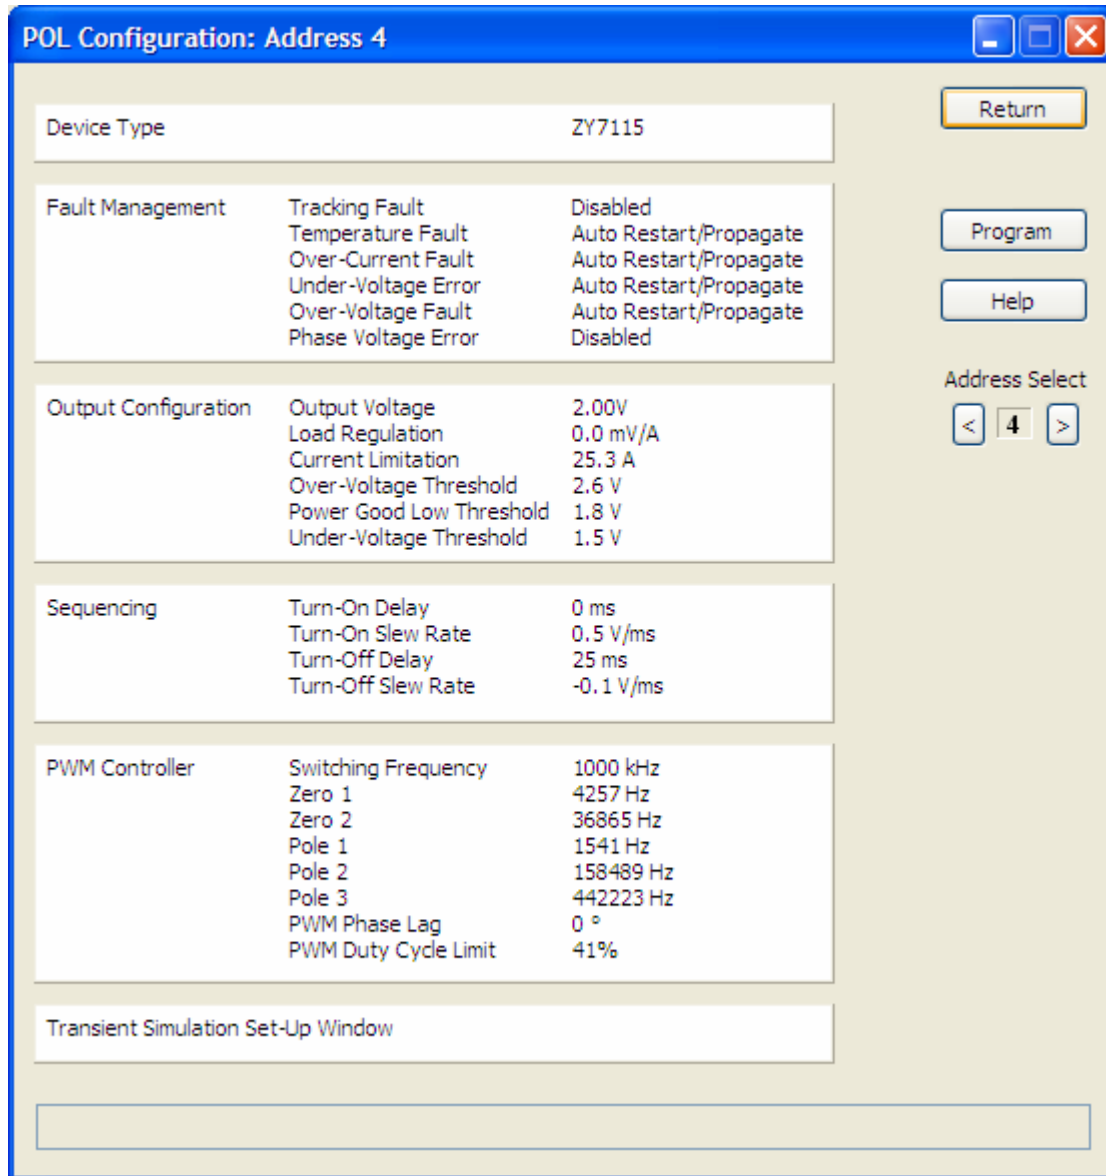 POL Configuration: Address 4
Return
Device Type ZY7115
Fault Management Tracking Fault Disabled
Temperature Fault Auto Restart/Propagate
Over-Current Fault Auto Restart/Propagate
Under-Voltage Error Auto Restart/Propagate
Over-Voltage Fault Auto Restart/Propagate
Phase Voltage Error Disabled
Program
Help
Address Select
< 4 >
Output Configuration Output Voltage 2.00V
Load Regulation 0.0 mV/A
Current Limitation 25.3 A
Over-Voltage Threshold 2.6 V
Power Good Low Threshold 1.8 V
Under-Voltage Threshold 1.5 V
Sequencing Turn-On Delay 0 ms
Turn-On Slew Rate 0.5 V/ms
Turn-Off Delay 25 ms
Turn-Off Slew Rate -0.1 V/ms
PWM Controller Switching Frequency 1000 kHz
Zero 1 4257 Hz
Zero 2 36865 Hz
Pole 1 1541 Hz
Pole 2 158489 Hz
Pole 3 442223 Hz
PWM Phase Lag 0 °
PWM Duty Cycle Limit 41%
Transient Simulation Set-Up Window